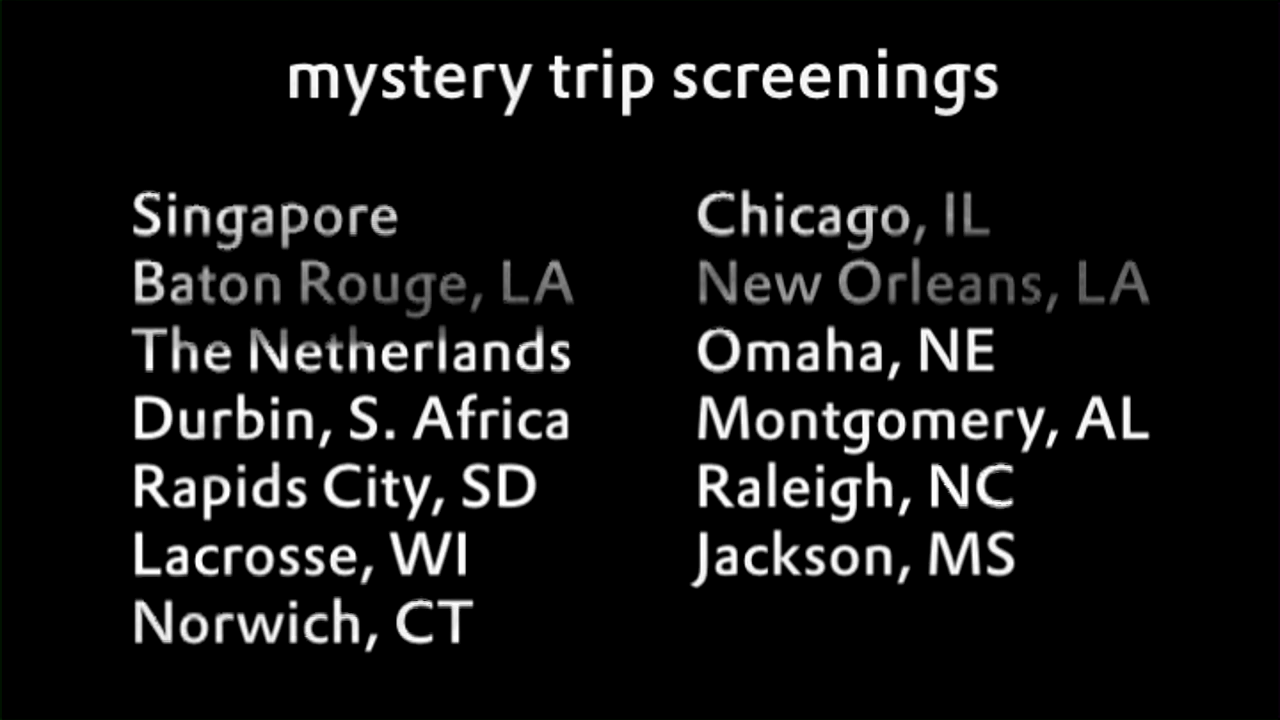 mystery trip screenings
Singapore
Baton Rouge, LA
The Netherlands
Durbin, S. Africa
Rapids City, SD
Lacrosse, WI
Norwich, CT
Chicago, IL
New Orleans, LA
Omaha, NE
Montgomery, AL
Raleigh, NC
Jackson, MS